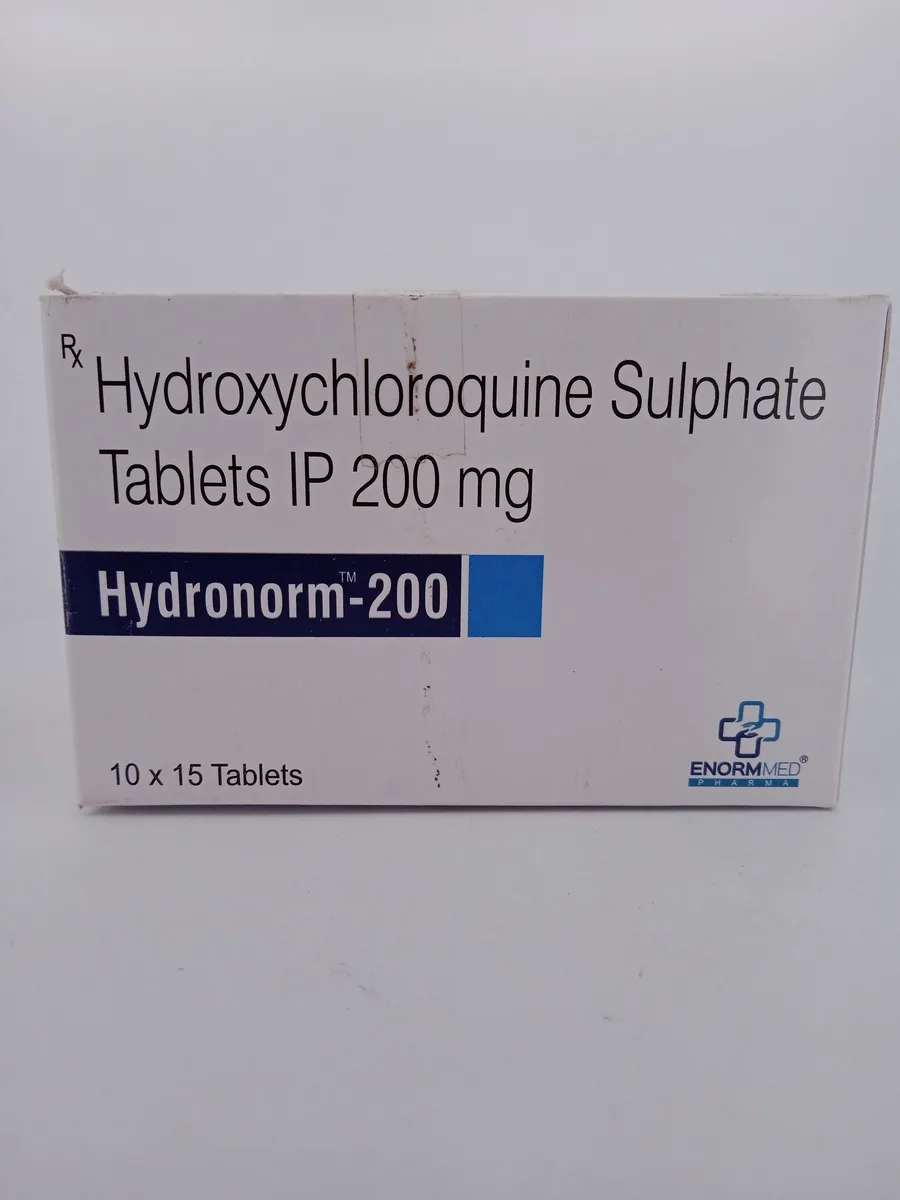 Rx
Hydroxychloroquine Sulphate
Tablets IP 200 mg
Hydronorm™-200
10 x 15 Tablets
ENORMMED®
PHARMA